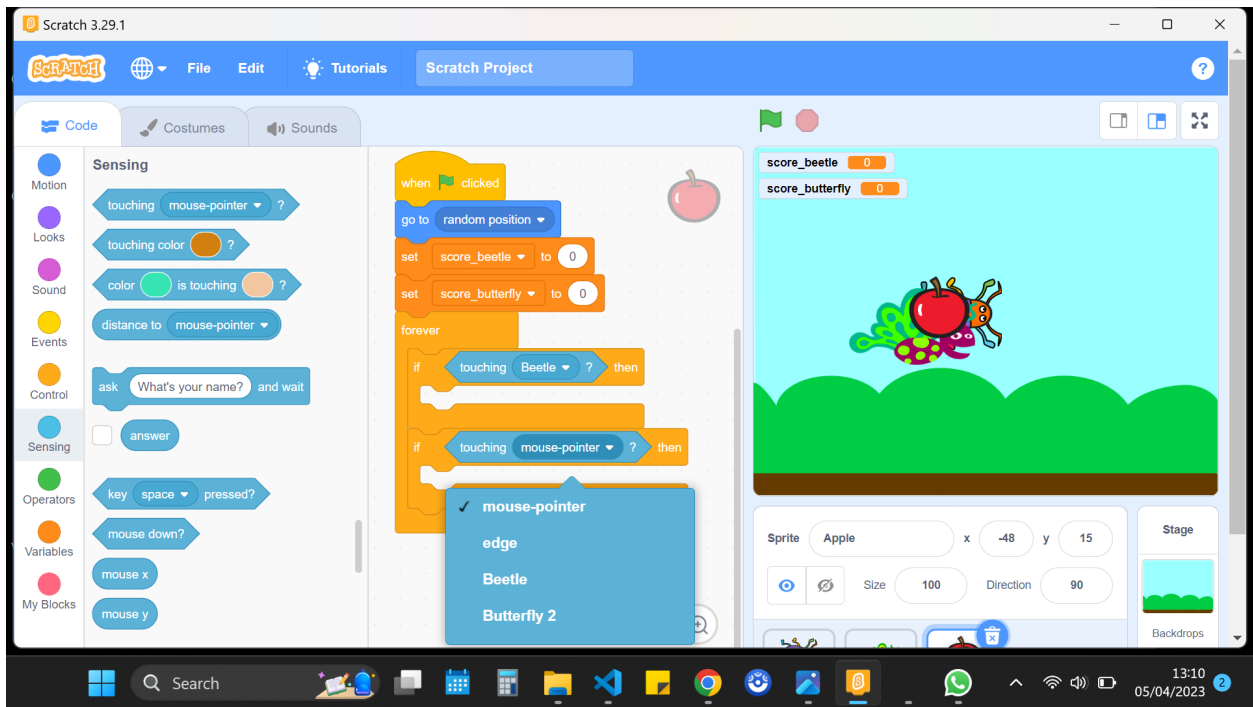 Scratch 3.29.1
SCRATCH File Edit Tutorials Scratch Project ?
Code Costumes Sounds
Motion
Looks
Sound
Events
Control
Sensing
Operators
Variables
My Blocks
Sensing
touching mouse-pointer ?
touching color ?
color is touching ?
distance to mouse-pointer
ask What's your name? and wait
answer
key space pressed?
mouse down?
mouse x
mouse y
when clicked
go to random position
set score_beetle to 0
set score_butterfly to 0
forever
if touching Beetle ? then
if touching mouse-pointer ? then
✓ mouse-pointer
edge
Beetle
Butterfly 2
score_beetle 0
score_butterfly 0
Sprite Apple x -48 y 15
Size 100 Direction 90
Stage
Backdrops
Search
13:10
05/04/2023 2